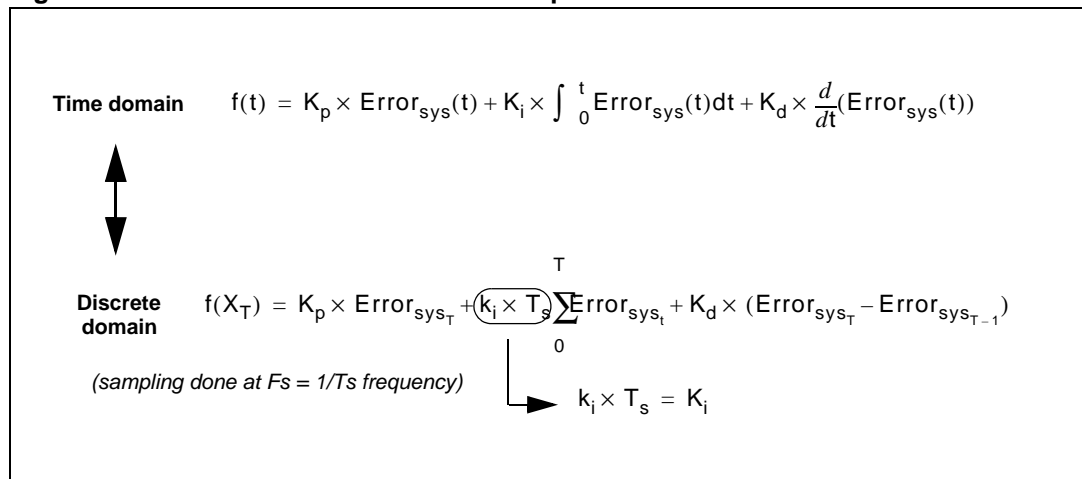 Time domain f(t) = K_p × Error_sys(t) + K_i × ∫_0^t Error_sys(t)dt + K_d × d/dt(Error_sys(t))
Discrete domain f(X_T) = K_p × Error_sys_T + k_i × T_s ∑_0^T Error_sys_t + K_d × (Error_sys_T − Error_sys_T−1)
(sampling done at Fs = 1/Ts frequency)
k_i × T_s = K_i